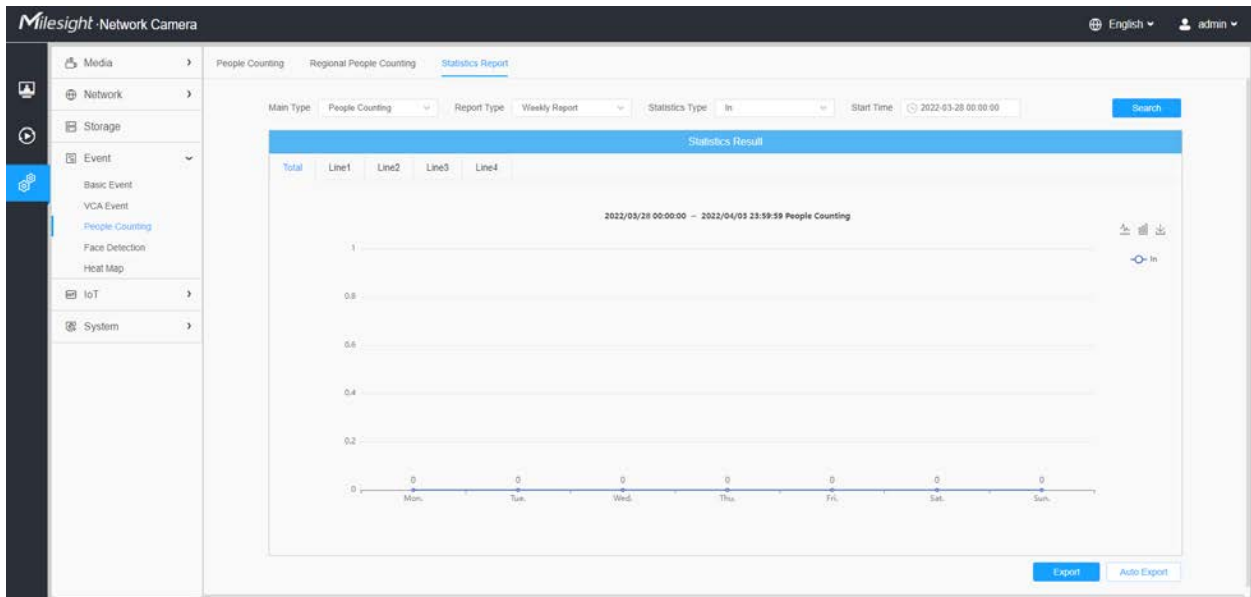 Milesight · Network Camera English admin
Media
Network
Storage
Event
Basic Event
VCA Event
People Counting
Face Detection
Heat Map
IoT
System
People Counting Regional People Counting Statistics Report
Main Type People Counting Report Type Weekly Report Statistics Type In Start Time 2022-03-28 00:00:00 Search
Statistics Result
Total Line1 Line2 Line3 Line4
2022/03/28 00:00:00 – 2022/04/03 23:59:59 People Counting
In
1
0.8
0.6
0.4
0.2
0
0 0 0 0 0 0 0
Mon. Tue. Wed. Thu. Fri. Sat. Sun.
Export Auto Export